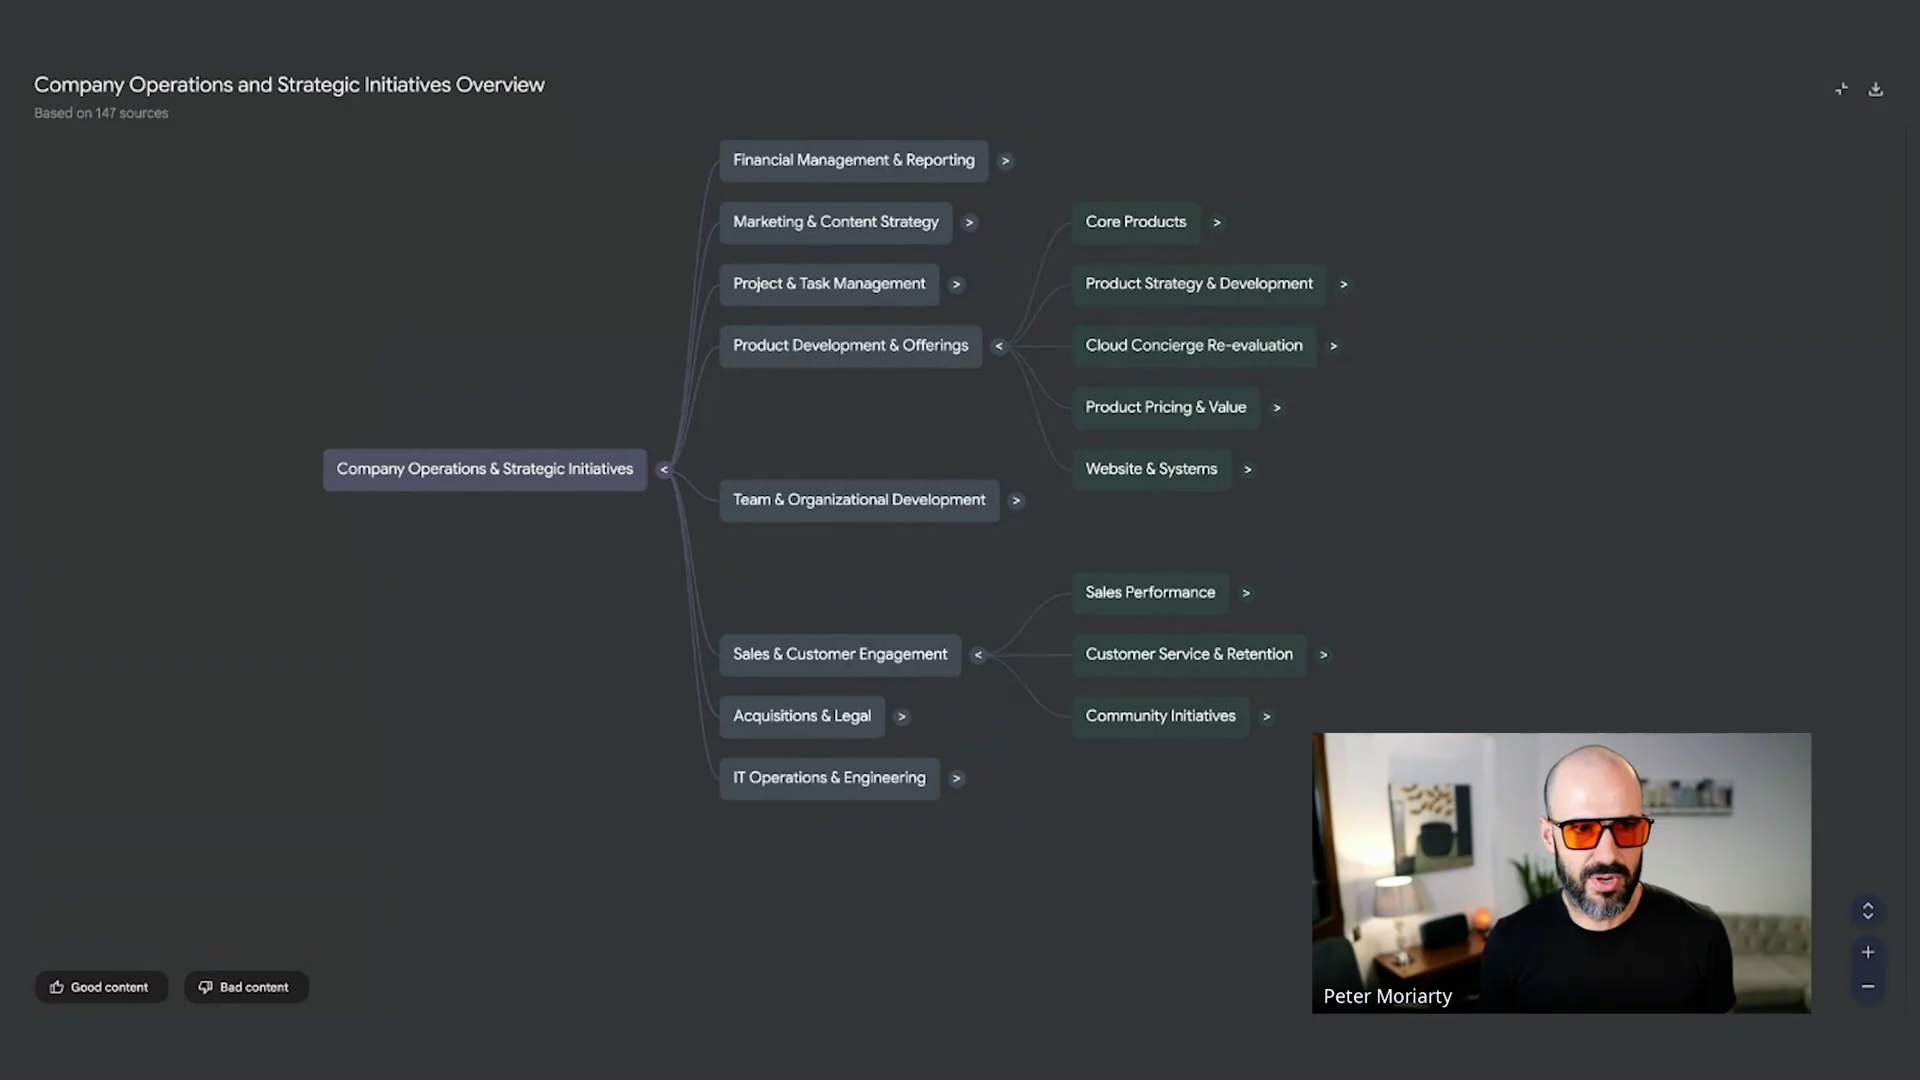 Company Operations and Strategic Initiatives Overview
Based on 147 sources
Financial Management & Reporting
Marketing & Content Strategy
Project & Task Management
Product Development & Offerings
Core Products
Product Strategy & Development
Cloud Concierge Re-evaluation
Product Pricing & Value
Website & Systems
Company Operations & Strategic Initiatives
Team & Organizational Development
Sales & Customer Engagement
Sales Performance
Customer Service & Retention
Community Initiatives
Acquisitions & Legal
IT Operations & Engineering
Good content
Bad content
Peter Moriarty